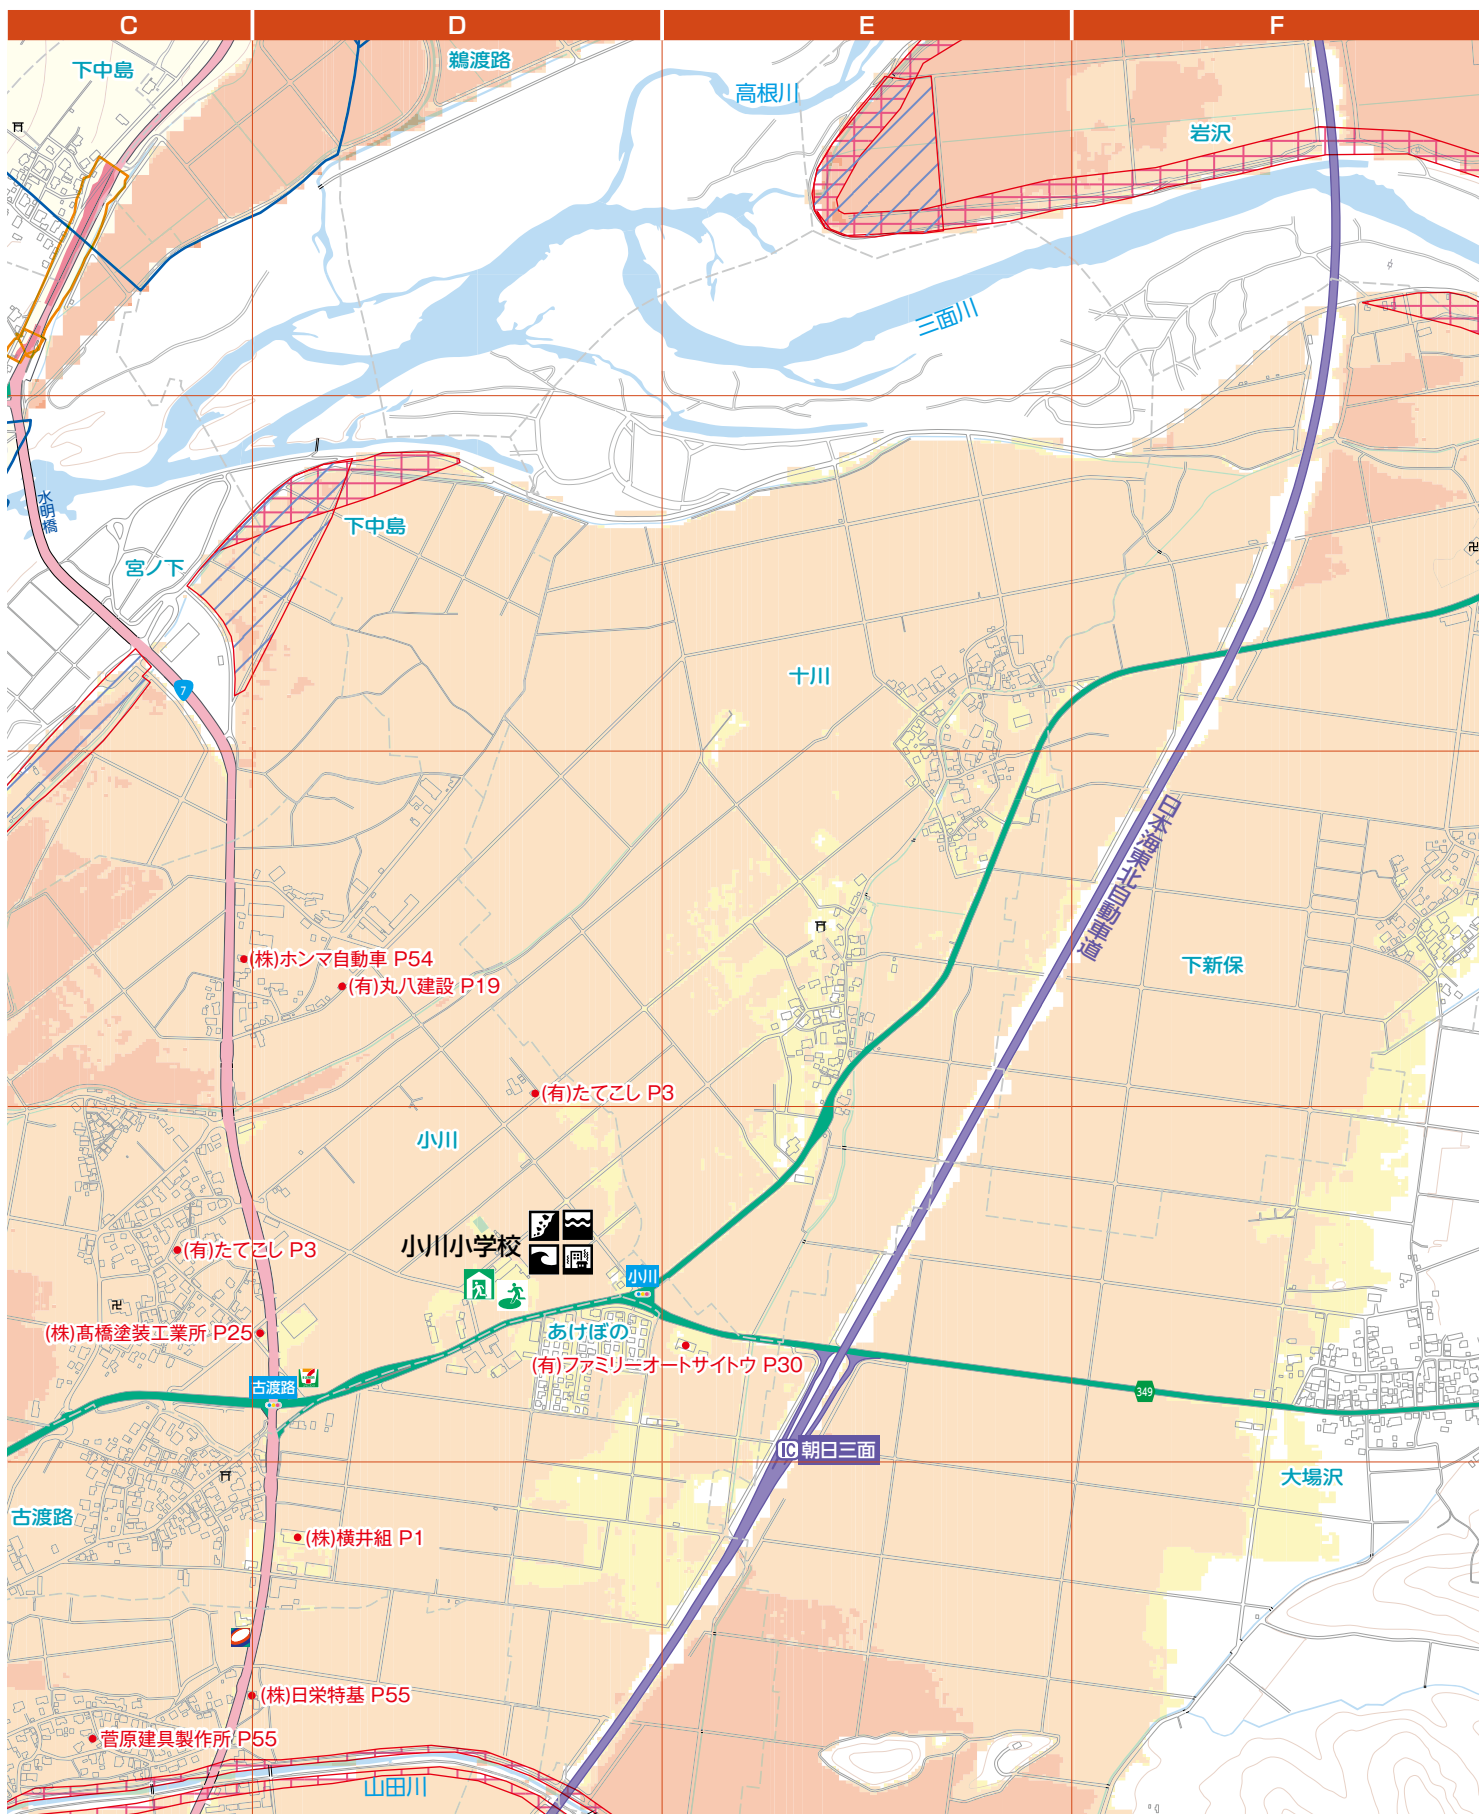 C
D
E
F
下中島
鵜渡路
高根川
岩沢
三面川
水明橋
宮ノ下
下中島
7
十川
日本海東北自動車道
(株)ホンマ自動車 P54
(有)丸八建設 P19
下新保
(有)たてこし P3
小川
小川小学校
(有)たてこし P3
小川
(株)髙橋塗装工業所 P25
あけぼの
(有)ファミリーオートサイトウ P30
7
古渡路
349
IC 朝日三面
大場沢
古渡路
(株)横井組 P1
(株)日栄特基 P55
菅原建具製作所 P55
山田川